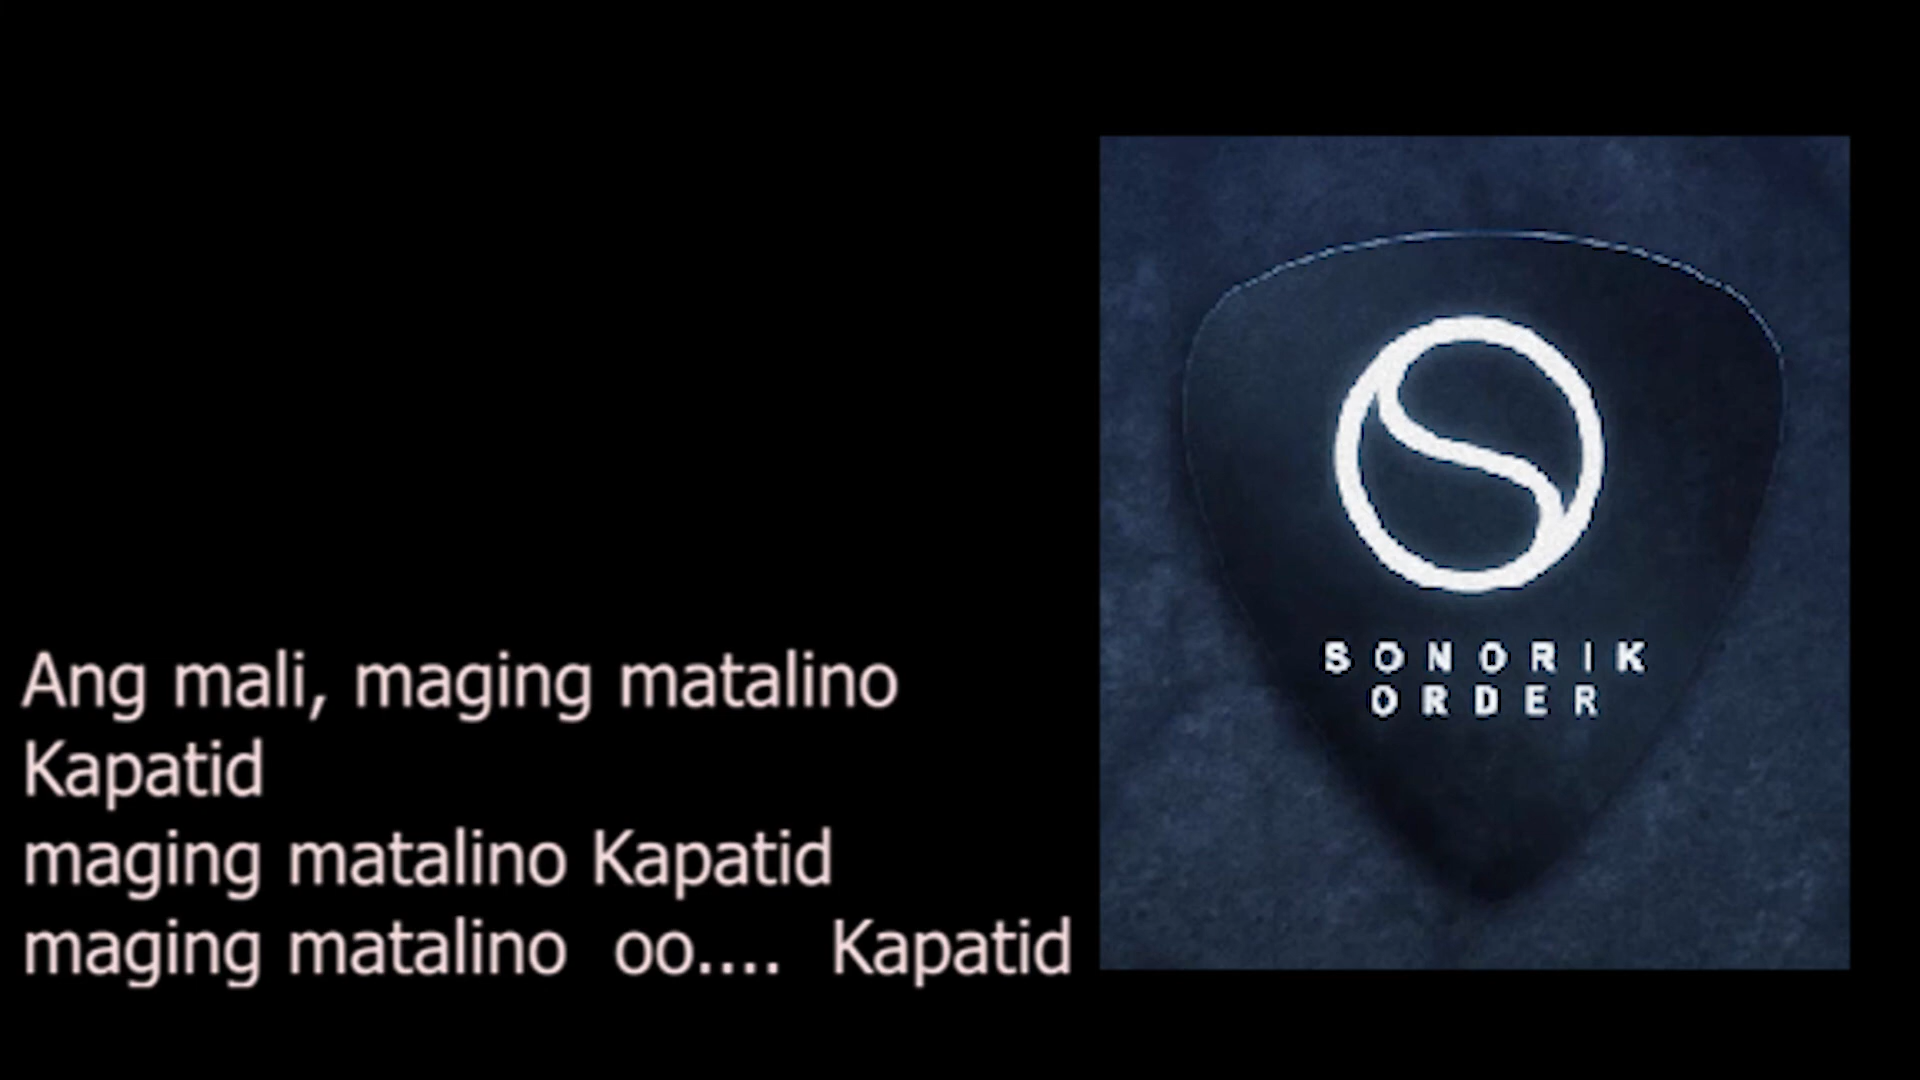 Ang mali, maging matalino
Kapatid
maging matalino Kapatid
maging matalino  oo....  Kapatid
SONORIK
ORDER